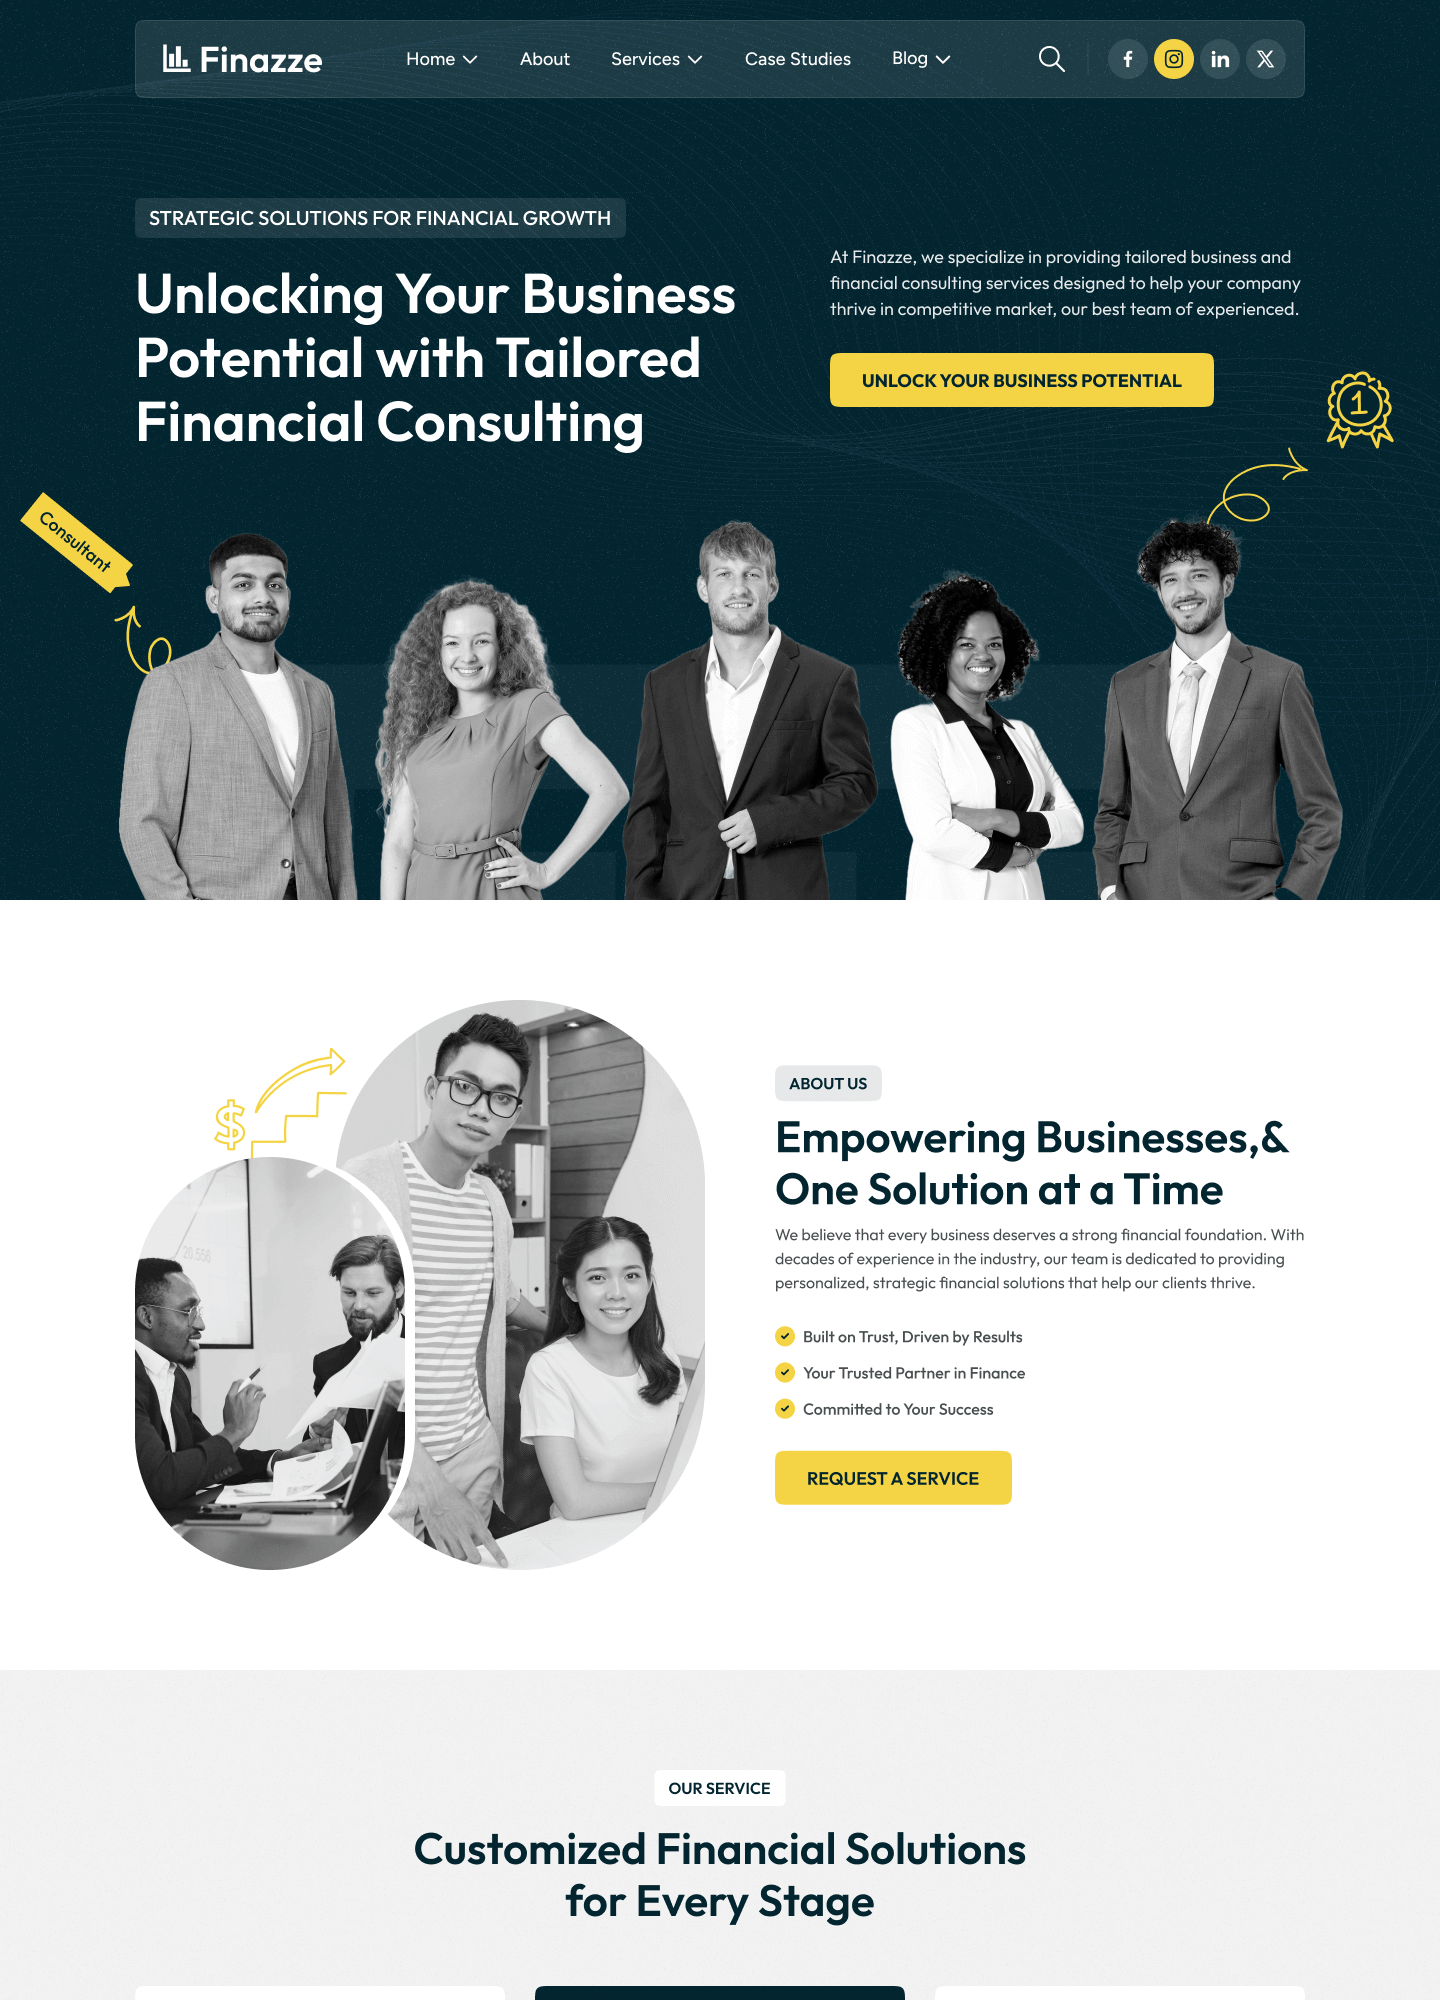 Finazze
Home
About
Services
Case Studies
Blog
STRATEGIC SOLUTIONS FOR FINANCIAL GROWTH
Unlocking Your Business
Potential with Tailored
Financial Consulting
At Finazze, we specialize in providing tailored business and
financial consulting services designed to help your company
thrive in competitive market, our best team of experienced.
UNLOCK YOUR BUSINESS POTENTIAL
1
Consultant
$
20.556
ABOUT US
Empowering Businesses,&
One Solution at a Time
We believe that every business deserves a strong financial foundation. With
decades of experience in the industry, our team is dedicated to providing
personalized, strategic financial solutions that help our clients thrive.
Built on Trust, Driven by Results
Your Trusted Partner in Finance
Committed to Your Success
REQUEST A SERVICE
OUR SERVICE
Customized Financial Solutions
for Every Stage